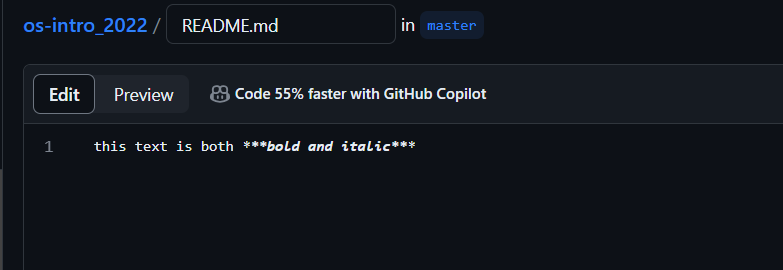 os-intro_2022 / README.md in master
Edit Preview Code 55% faster with GitHub Copilot
1 this text is both ***bold and italic***